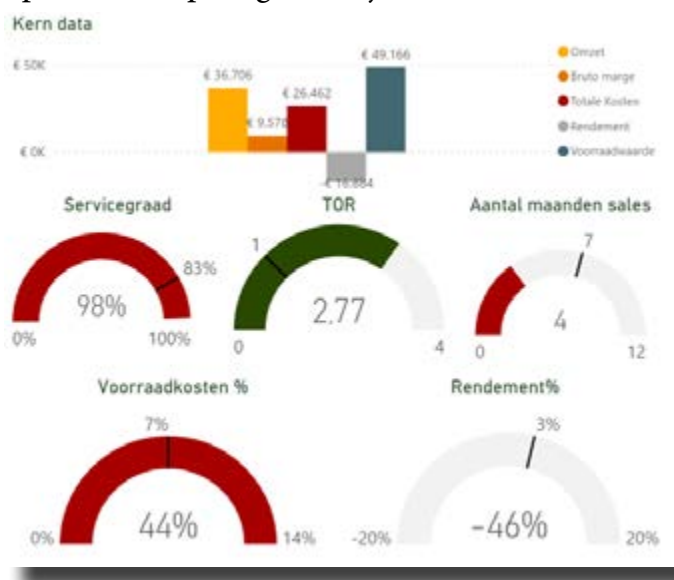 Kern data
€ 50K
€ 0K
€ 36.706
€ 9.570
€ 26.462
-€ 16.884
€ 49.166
Omzet
Bruto marge
Totale Kosten
Rendement
Voorraadwaarde
Servicegraad
83%
98%
0%
100%
TOR
1
2,77
0
4
Aantal maanden sales
7
4
0
12
Voorraadkosten %
7%
44%
0%
14%
Rendement%
3%
-46%
-20%
20%